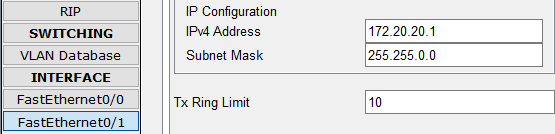 RIP
SWITCHING
VLAN Database
INTERFACE
FastEthernet0/0
FastEthernet0/1
IP Configuration
IPv4 Address 172.20.20.1
Subnet Mask 255.255.0.0
Tx Ring Limit 10